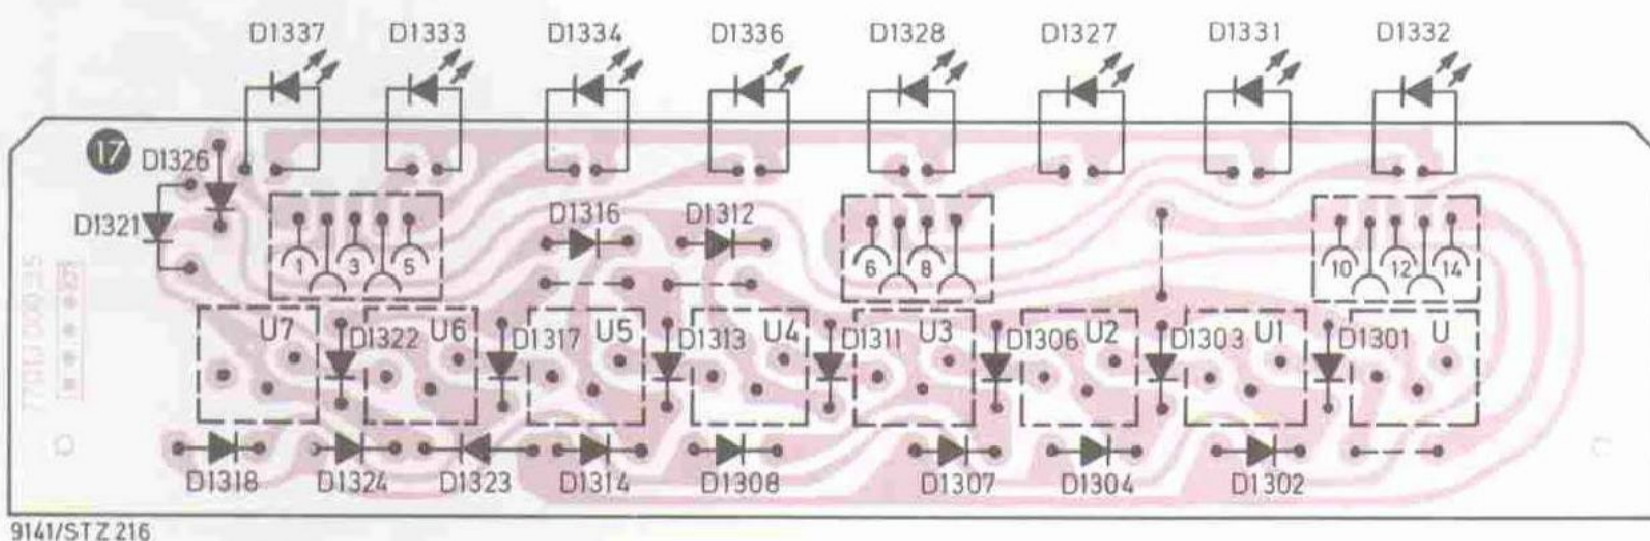 D1337 D1333 D1334 D1336 D1328 D1327 D1331 D1332
17 D1326
D1321 D1316 D1312
1 3 5 6 8 10 12 14
U7 D1322 U6 D1317 U5 D1313 U4 D1311 U3 D1306 U2 D1303 U1 D1301 U
D1318 D1324 D1323 D1314 D1308 D1307 D1304 D1302
9141/STZ 216